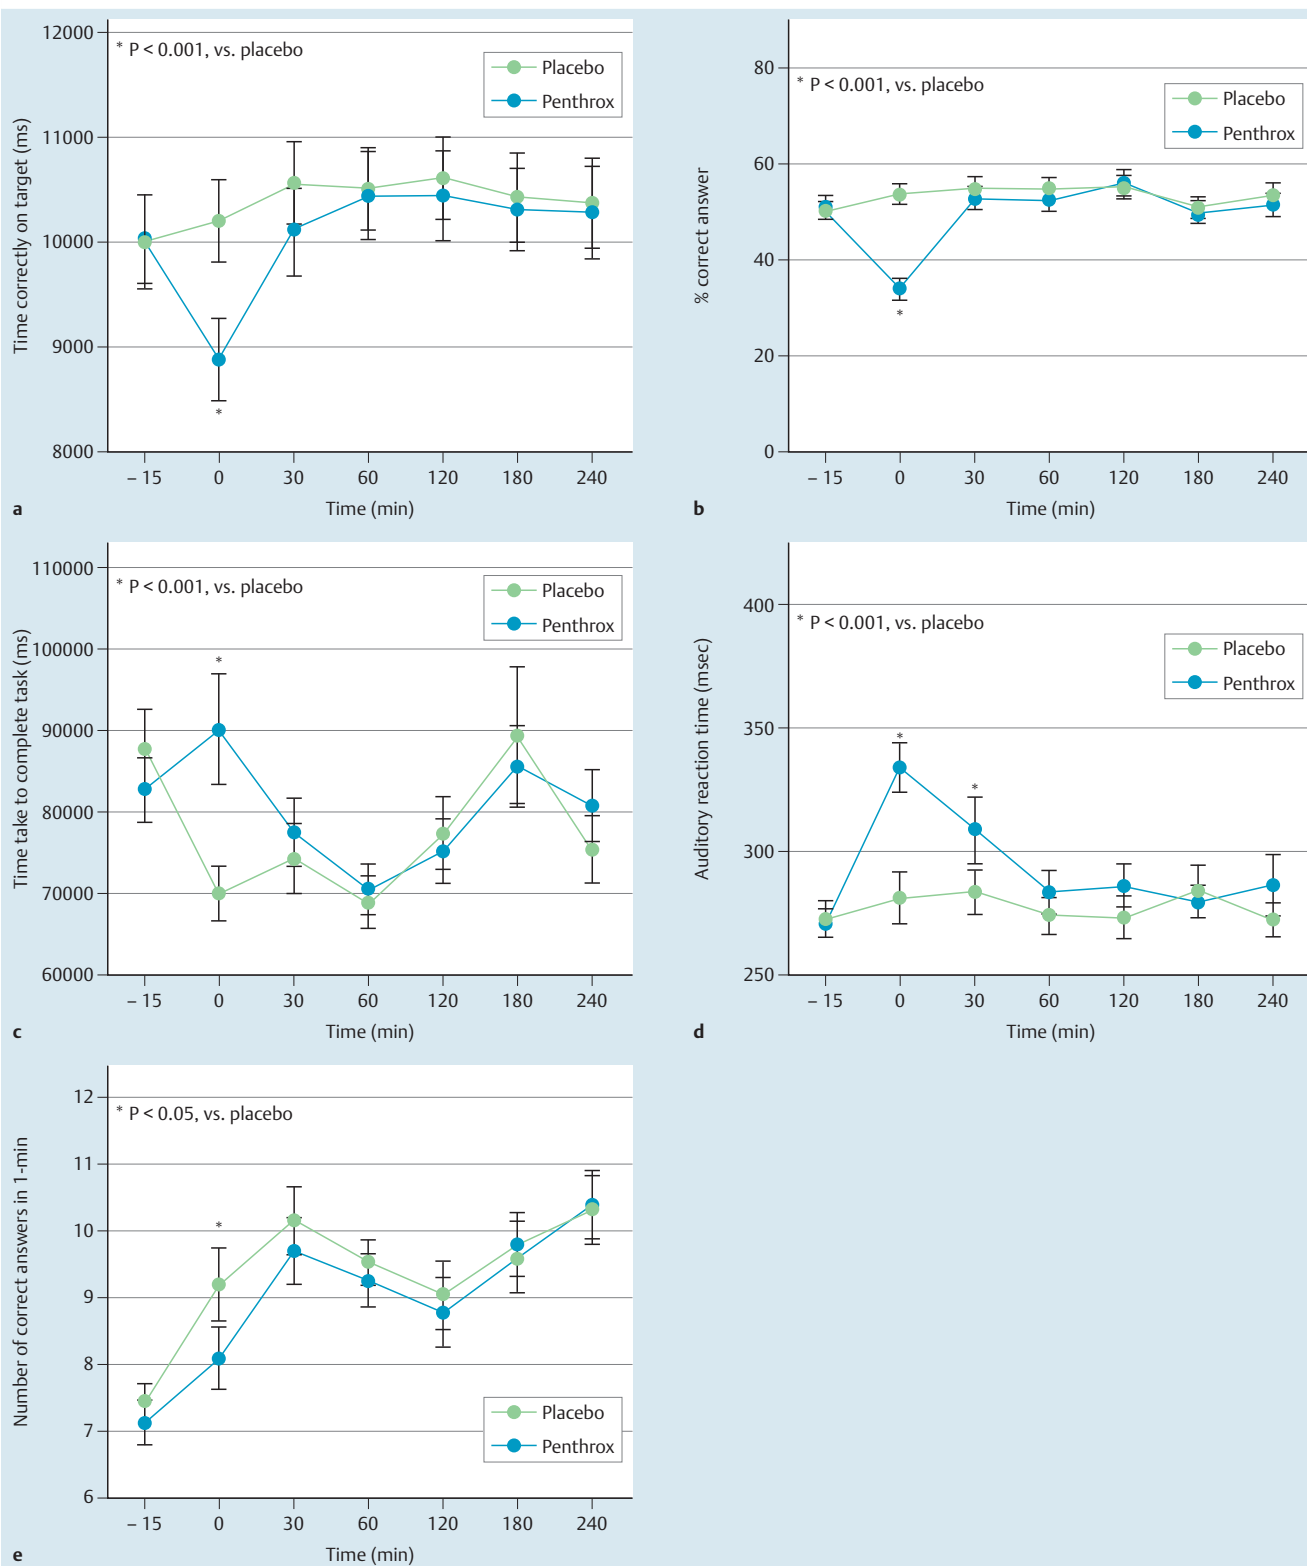 12000
* P < 0.001, vs. placebo
Placebo
Penthrox
11000
10000
9000
*
8000
– 15 0 30 60 120 180 240
Time (min)
Time correctly on target (ms)
a
80
* P < 0.001, vs. placebo
Placebo
Penthrox
60
40
*
20
0
– 15 0 30 60 120 180 240
Time (min)
% correct answer
b
110000
* P < 0.001, vs. placebo
Placebo
Penthrox
100000
*
90000
80000
70000
60000
– 15 0 30 60 120 180 240
Time (min)
Time take to complete task (ms)
c
400
* P < 0.001, vs. placebo
Placebo
Penthrox
350
*
*
300
250
– 15 0 30 60 120 180 240
Time (min)
Auditory reaction time (msec)
d
12
* P < 0.05, vs. placebo
11
10
*
9
8
Placebo
7
Penthrox
6
– 15 0 30 60 120 180 240
Time (min)
Number of correct answers in 1-min
e